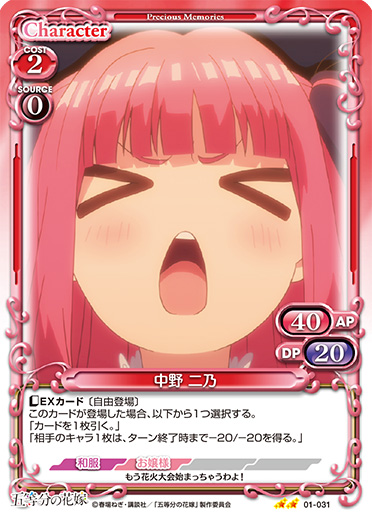 Precious Memories
Character
COST
2
SOURCE
0
40 AP
DP 20
中野 二乃
EXカード [自由登場]
このカードが登場した場合、以下から1つ選択する。
「カードを1枚引く。」
「相手のキャラ1枚は、ターン終了時まで-20/-20を得る。」
和服 お嬢様
もう花火大会始まっちゃうわよ!
五等分の花嫁
©春場ねぎ・講談社/「五等分の花嫁」製作委員会
01-031